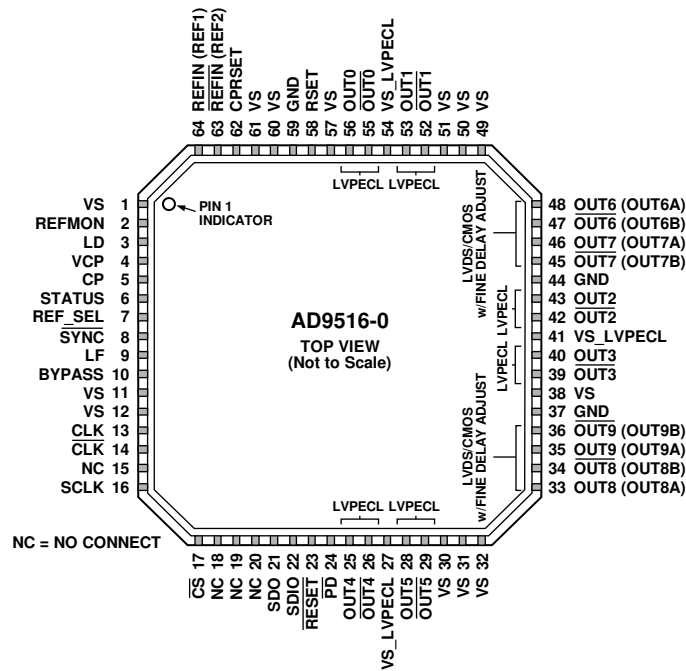 64 REFIN (REF1)
63 REFIN (REF2)
62 CPRSET
61 VS
60 VS
59 GND
58 RSET
57 VS
56 OUT0
55 OUT0
54 VS_LVPECL
53 OUT1
52 OUT1
51 VS
50 VS
49 VS
LVPECL LVPECL
VS 1
REFMON 2
LD 3
VCP 4
CP 5
STATUS 6
REF_SEL 7
SYNC 8
LF 9
BYPASS 10
VS 11
VS 12
CLK 13
CLK 14
NC 15
SCLK 16
PIN 1
INDICATOR
AD9516-0
TOP VIEW
(Not to Scale)
LVDS/CMOS
w/FINE DELAY ADJUST
LVPECL
LVPECL
LVDS/CMOS
w/FINE DELAY ADJUST
48 OUT6 (OUT6A)
47 OUT6 (OUT6B)
46 OUT7 (OUT7A)
45 OUT7 (OUT7B)
44 GND
43 OUT2
42 OUT2
41 VS_LVPECL
40 OUT3
39 OUT3
38 VS
37 GND
36 OUT9 (OUT9B)
35 OUT9 (OUT9A)
34 OUT8 (OUT8B)
33 OUT8 (OUT8A)
LVPECL LVPECL
NC = NO CONNECT
CS 17
NC 18
NC 19
NC 20
SDO 21
SDIO 22
RESET 23
PD 24
OUT4 25
OUT4 26
VS_LVPECL 27
OUT5 28
OUT5 29
VS 30
VS 31
VS 32